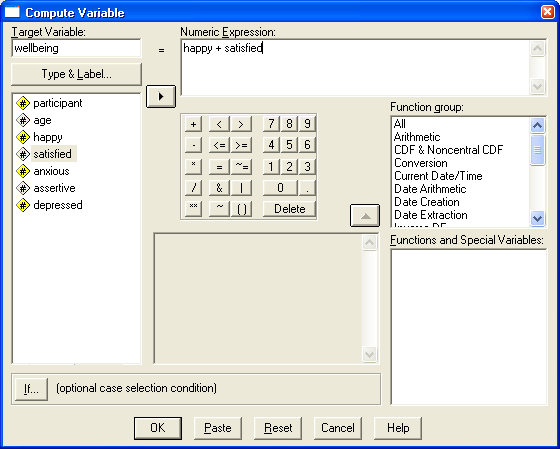 Compute Variable
Target Variable:
wellbeing
=
Numeric Expression:
happy + satisfied
Type & Label...
participant
age
happy
satisfied
anxious
assertive
depressed
+ < > 7 8 9
- <= >= 4 5 6
* = ~= 1 2 3
/ & | 0 .
** ~ ( ) Delete
Function group:
All
Arithmetic
CDF & Noncentral CDF
Conversion
Current Date/Time
Date Arithmetic
Date Creation
Date Extraction
Inverse DF
Functions and Special Variables:
If... (optional case selection condition)
OK Paste Reset Cancel Help